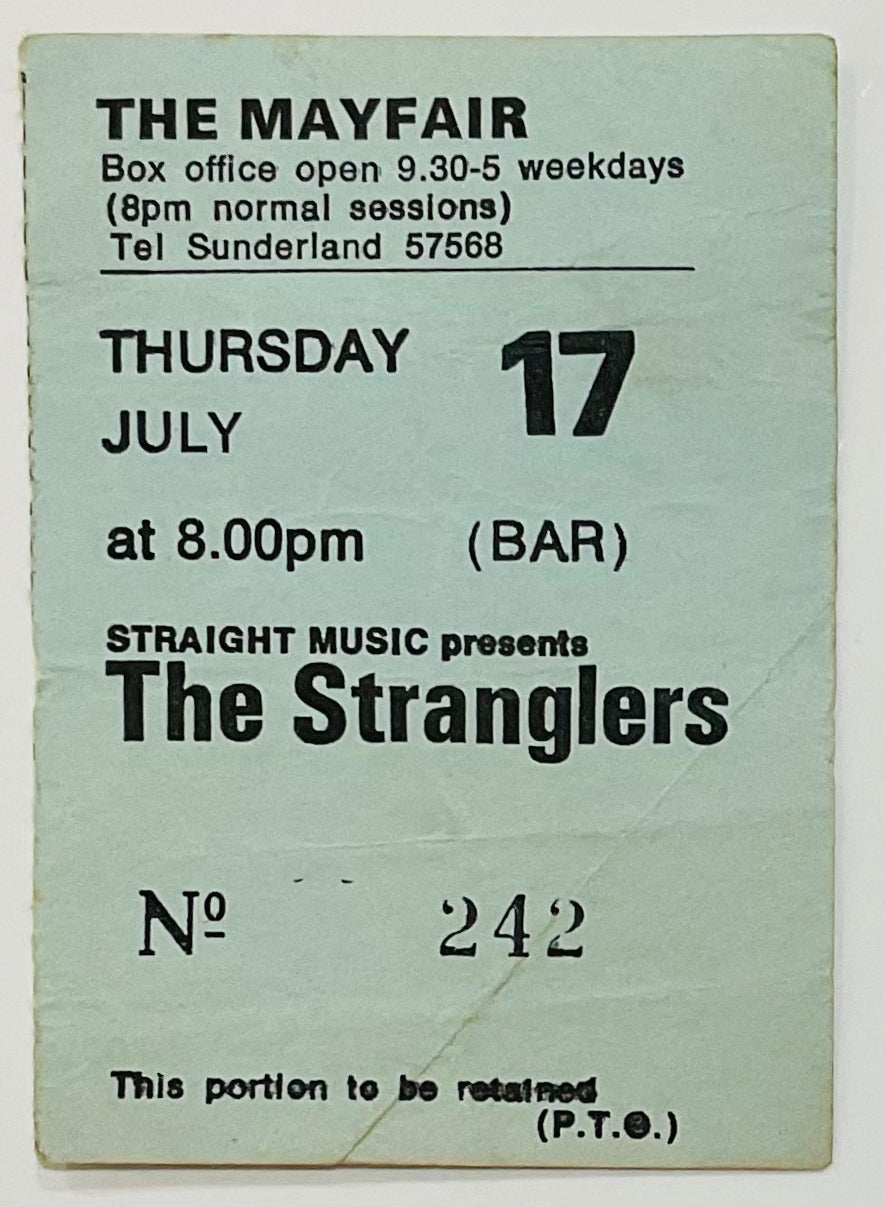 THE MAYFAIR
Box office open 9.30-5 weekdays
(8pm normal sessions)
Tel Sunderland 57568
THURSDAY 17
JULY
at 8.00pm (BAR)
STRAIGHT MUSIC presents
The Stranglers
Nº 242
This portion to be retained
(P.T.O.)